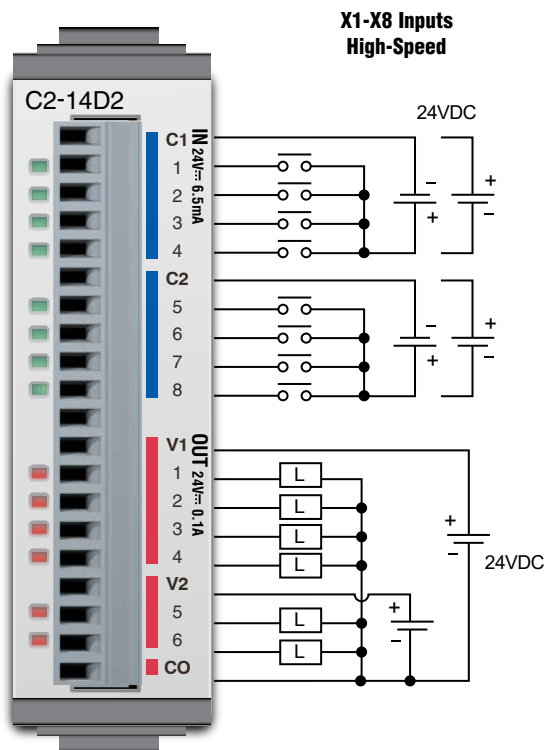 X1-X8 Inputs
High-Speed
C2-14D2
24VDC
C1
IN 24V⎓ 6.5mA
1
2
3
4
C2
5
6
7
8
V1
OUT 24V⎓ 0.1A
1
2
3
4
V2
5
6
CO
− +
+ −
− +
+ −
L
L
L
L
L
L
+
−
24VDC
+
−